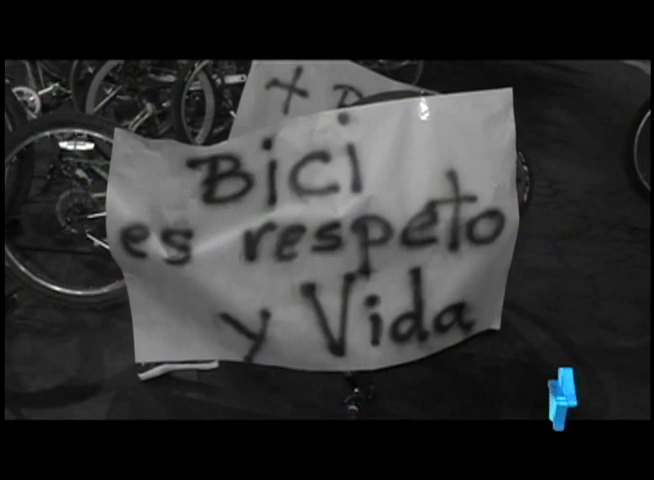 Bici
es respeto
y Vida